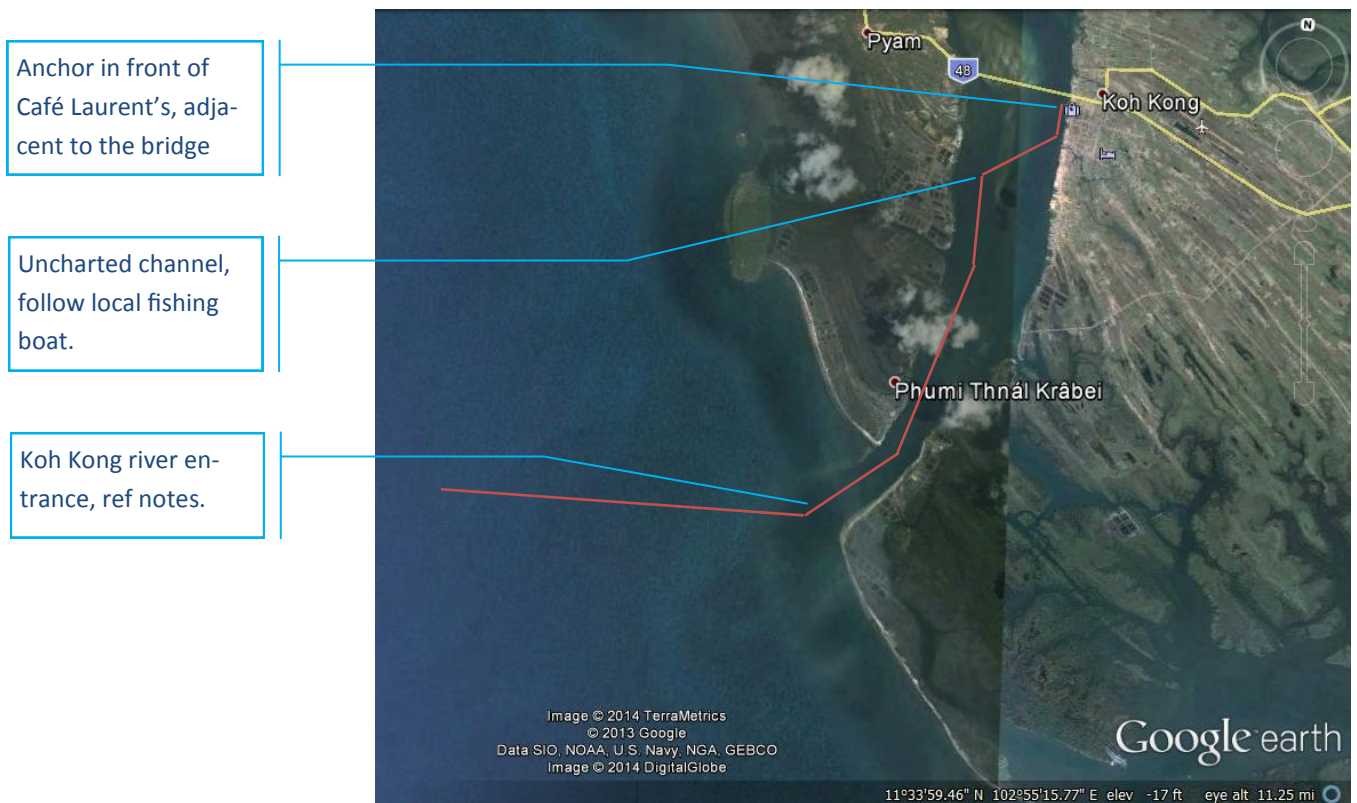 Anchor in front of
Café Laurent’s, adja-
cent to the bridge
Uncharted channel,
follow local fishing
boat.
Koh Kong river en-
trance, ref notes.
N
Pyam
48
Koh Kong
Phumi Thnál Krâbei
Image © 2014 TerraMetrics
© 2013 Google
Data SIO, NOAA, U.S. Navy, NGA, GEBCO
Image © 2014 DigitalGlobe
Google earth
11°33'59.46" N 102°55'15.77" E elev -17 ft eye alt 11.25 mi